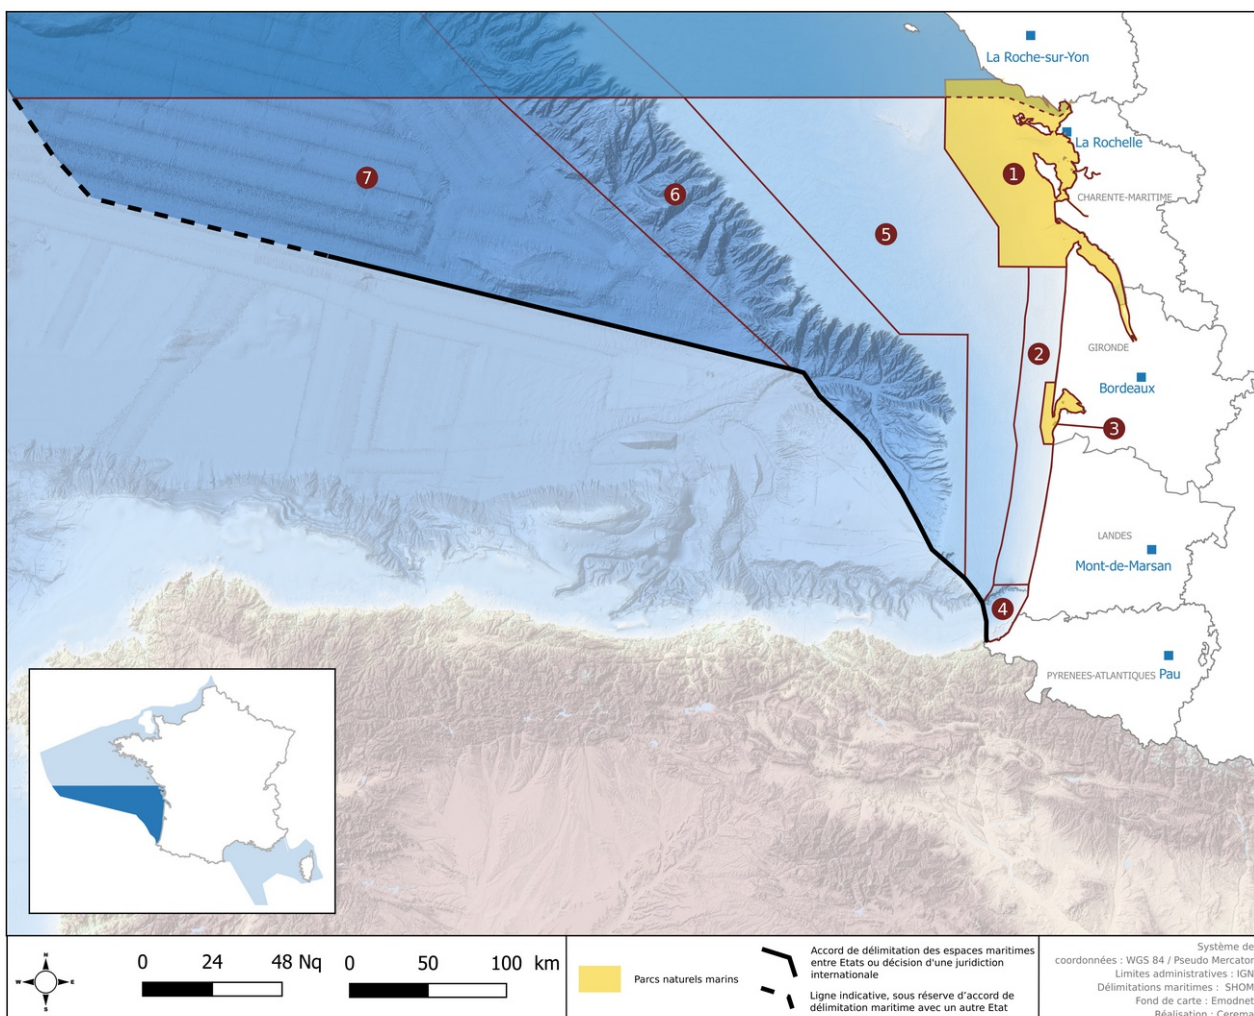 La Roche-sur-Yon
La Rochelle
1
CHARENTE-MARITIME
7
6
5
2
GIRONDE
Bordeaux
3
LANDES
Mont-de-Marsan
4
PYRENEES-ATLANTIQUES Pau
N
W E
S
0 24 48 Nq
0 50 100 km
Parcs naturels marins
Accord de délimitation des espaces maritimes
entre Etats ou décision d'une juridiction
internationale
Ligne indicative, sous réserve d'accord de
délimitation maritime avec un autre Etat
Système de
coordonnées : WGS 84 / Pseudo Mercator
Limites administratives : IGN
Délimitations maritimes : SHOM
Fond de carte : Emodnet
Réalisation : Cerema